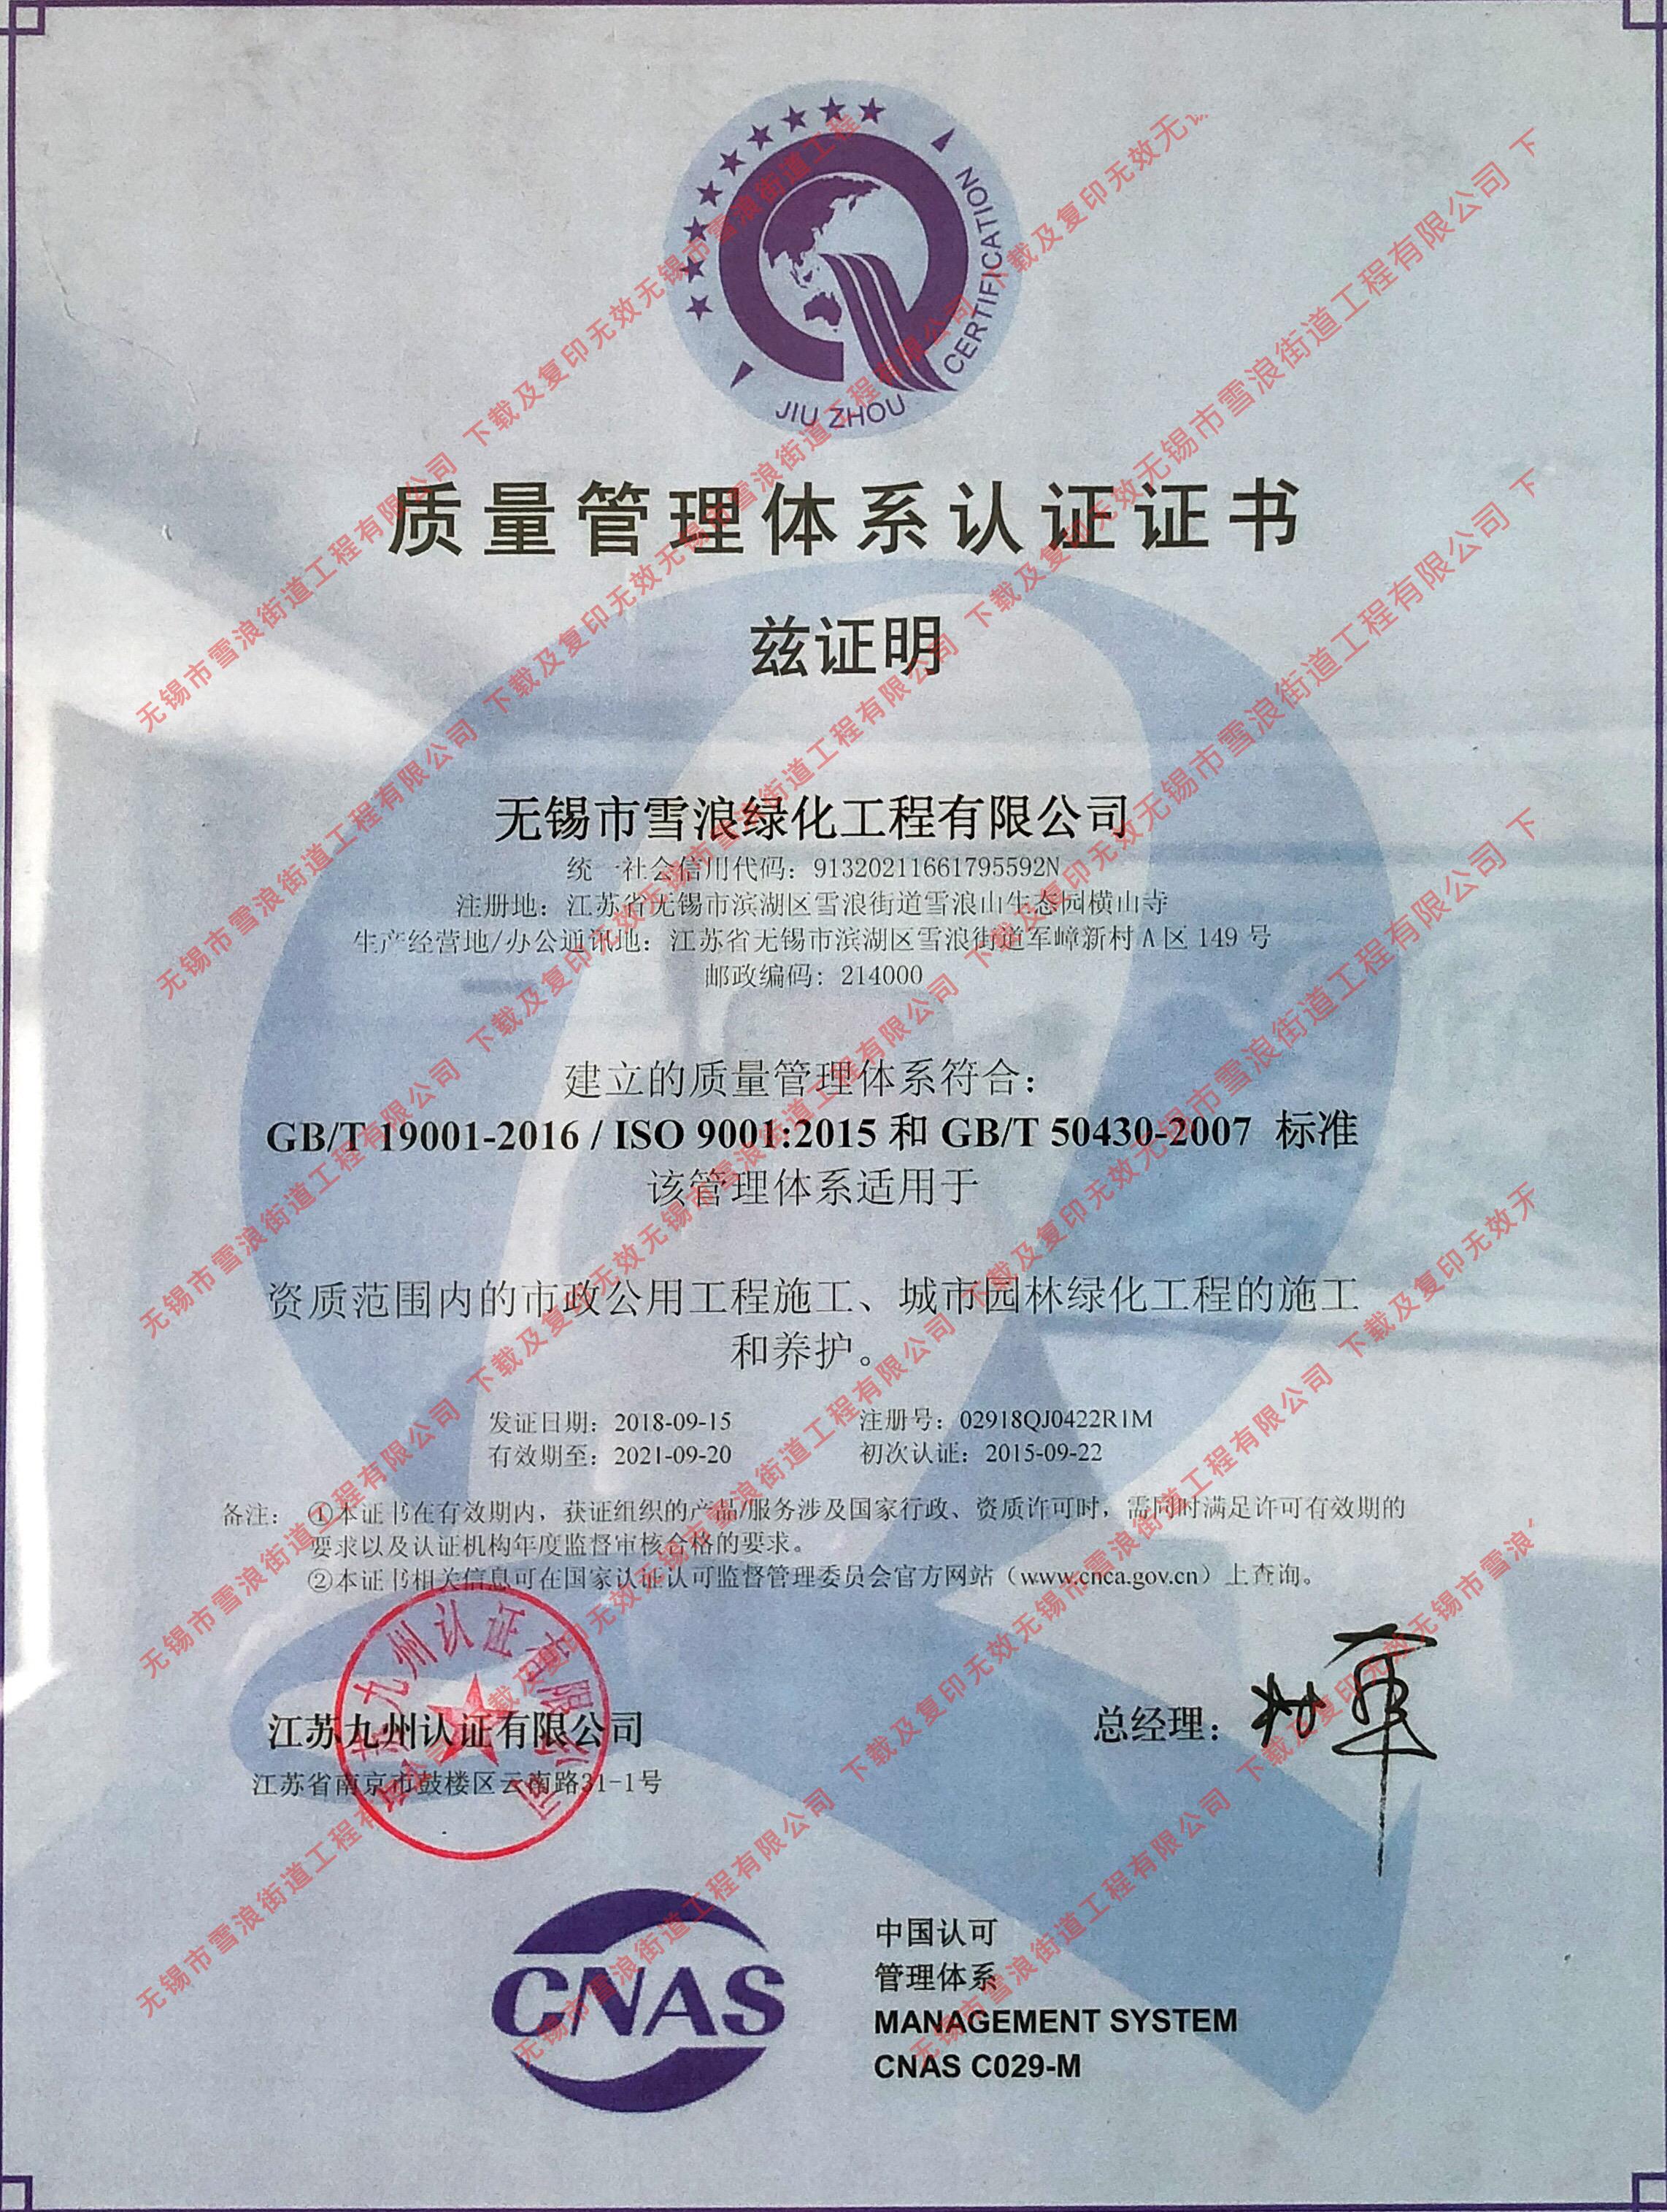 JIU ZHOU CERTIFICATION
质量管理体系认证证书
兹证明
无锡市雪浪绿化工程有限公司
统一社会信用代码：91320211661795592N
注册地：江苏省无锡市滨湖区雪浪街道雪浪山生态园横山寺
生产经营地/办公通讯地：江苏省无锡市滨湖区雪浪街道军嶂新村A区 149 号
邮政编码：214000
建立的质量管理体系符合：
GB/T 19001-2016 / ISO 9001:2015 和 GB/T 50430-2007 标准
该管理体系适用于
资质范围内的市政公用工程施工、城市园林绿化工程的施工
和养护。
发证日期：2018-09-15 注册号：02918QJ0422R1M
有效期至：2021-09-20 初次认证：2015-09-22
备注：①本证书在有效期内，获证组织的产品/服务涉及国家行政、资质许可时，需同时满足许可有效期的
要求以及认证机构年度监督审核合格的要求。
②本证书相关信息可在国家认证认可监督管理委员会官方网站（www.cnca.gov.cn）上查询。
江苏九州认证有限公司
江苏九州认证有限公司 总经理：
江苏省南京市鼓楼区云南路31-1号
CNAS
中国认可
管理体系
MANAGEMENT SYSTEM
CNAS C029-M
无锡市雪浪街道工程有限公司 下载及复印无效